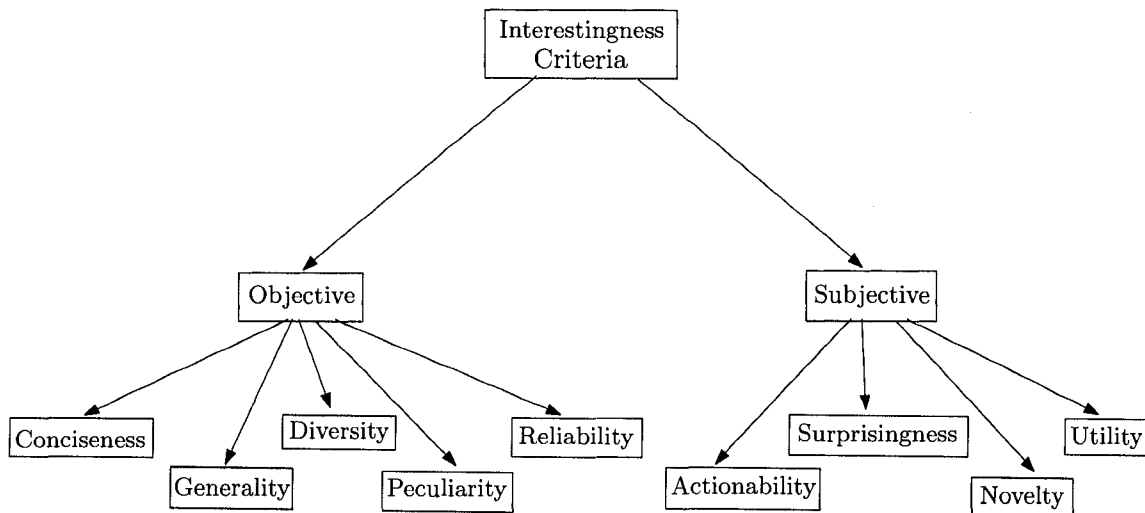 Interestingness
Criteria
Objective
Subjective
Conciseness
Generality
Diversity
Peculiarity
Reliability
Actionability
Surprisingness
Novelty
Utility